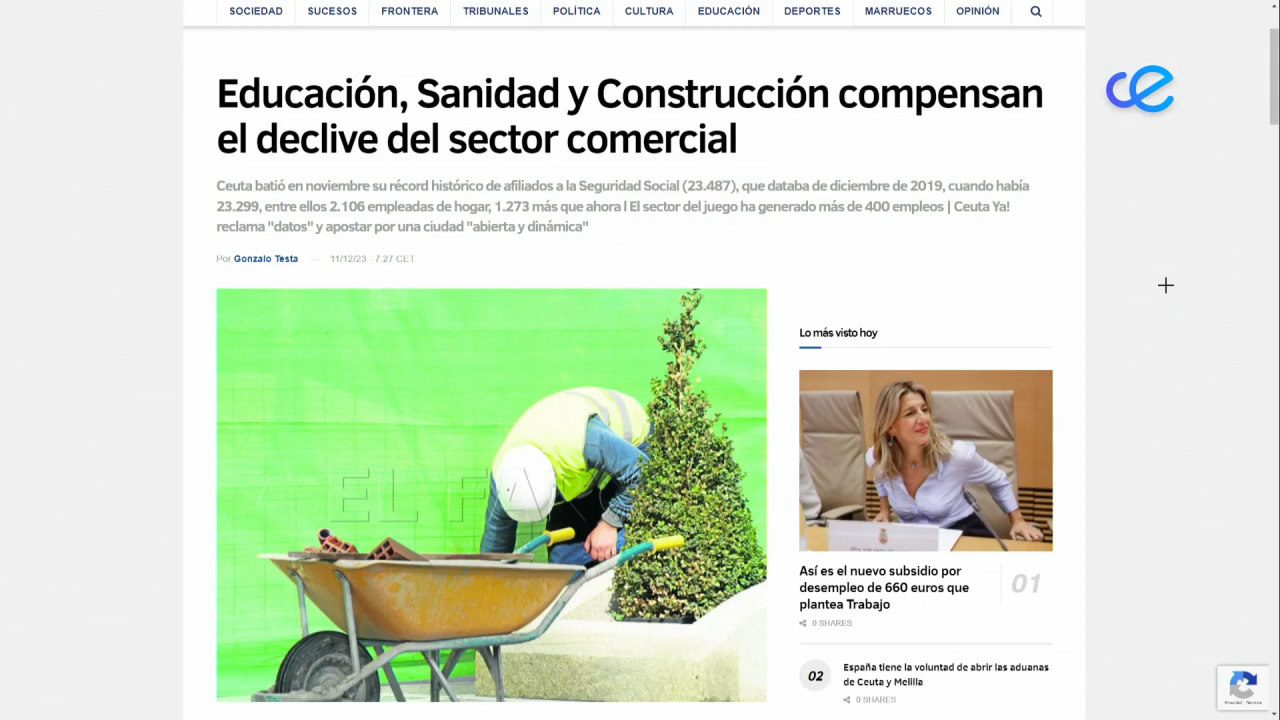 SOCIEDAD SUCESOS FRONTERA TRIBUNALES POLÍTICA CULTURA EDUCACIÓN DEPORTES MARRUECOS OPINIÓN
Educación, Sanidad y Construcción compensan
el declive del sector comercial
Ceuta batió en noviembre su récord histórico de afiliados a la Seguridad Social (23.487), que databa de diciembre de 2019, cuando había
23.299, entre ellos 2.106 empleadas de hogar, 1.273 más que ahora l El sector del juego ha generado más de 400 empleos | Ceuta Ya!
reclama "datos" y apostar por una ciudad "abierta y dinámica"
Por Gonzalo Testa — 11/12/23 - 7:27 CET
ce
EL FA
Lo más visto hoy
Así es el nuevo subsidio por
desempleo de 660 euros que
plantea Trabajo
01
0 SHARES
02
España tiene la voluntad de abrir las aduanas
de Ceuta y Melilla
0 SHARES